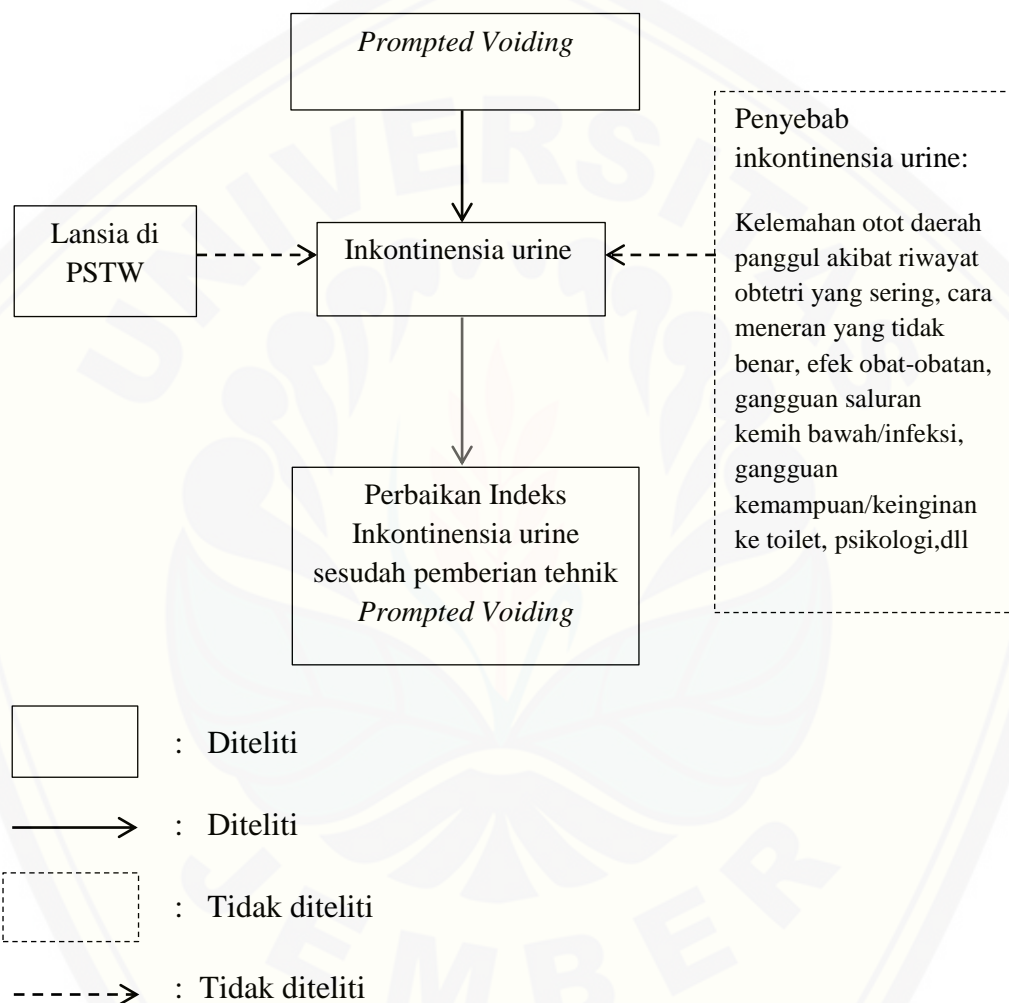 Prompted Voiding
Penyebab
inkontinensia urine:
Kelemahan otot daerah
panggul akibat riwayat
obtetri yang sering, cara
meneran yang tidak
benar, efek obat-obatan,
gangguan saluran
kemih bawah/infeksi,
gangguan
kemampuan/keinginan
ke toilet, psikologi,dll
Lansia di
PSTW
Inkontinensia urine
Perbaikan Indeks
Inkontinensia urine
sesudah pemberian tehnik
Prompted Voiding
: Diteliti
: Diteliti
: Tidak diteliti
: Tidak diteliti
UNIVERSITAS
JEMBER